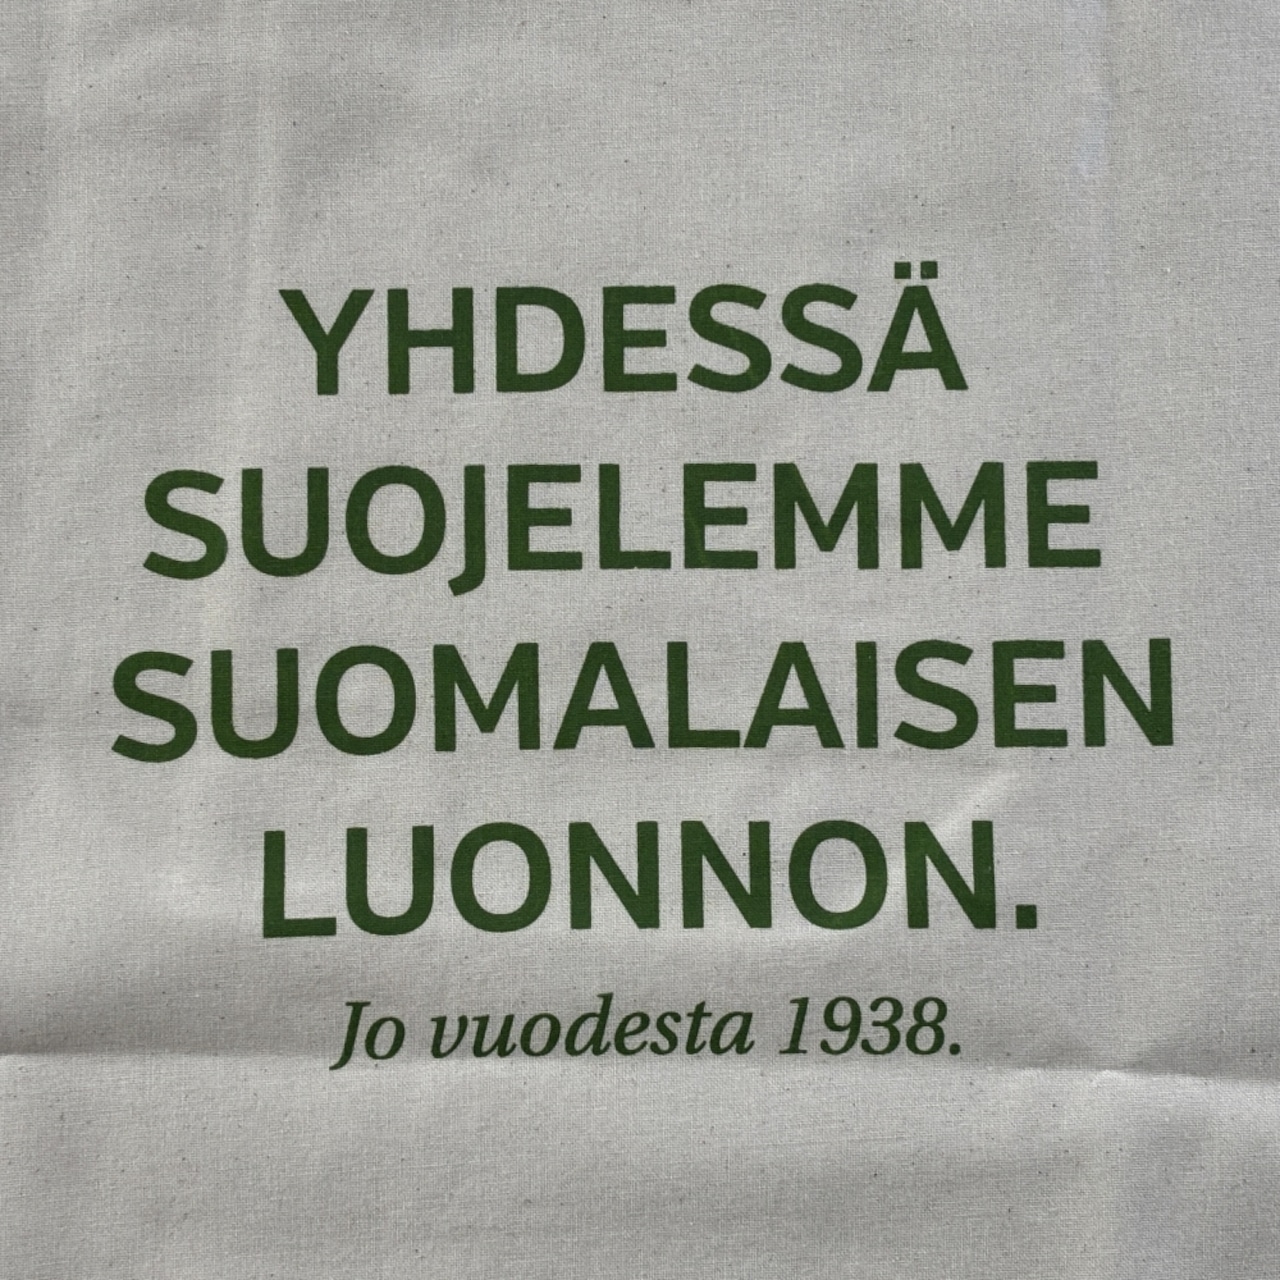 YHDESSÄ
SUOJELEMME
SUOMALAISEN
LUONNON.
Jo vuodesta 1938.